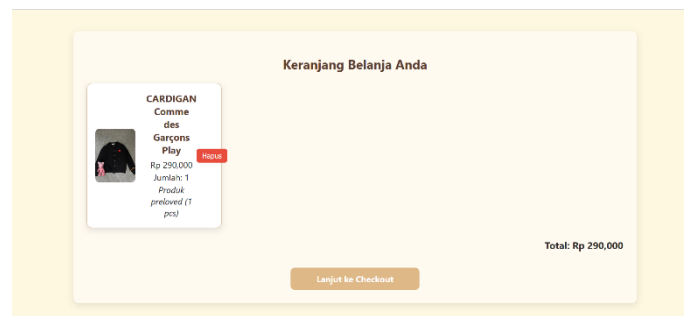 Keranjang Belanja Anda
CARDIGAN
Comme
des
Garçons
Play
Rp 290,000
Jumlah: 1
Produk
preloved (1
pcs)
Hapus
Total: Rp 290,000
Lanjut ke Checkout